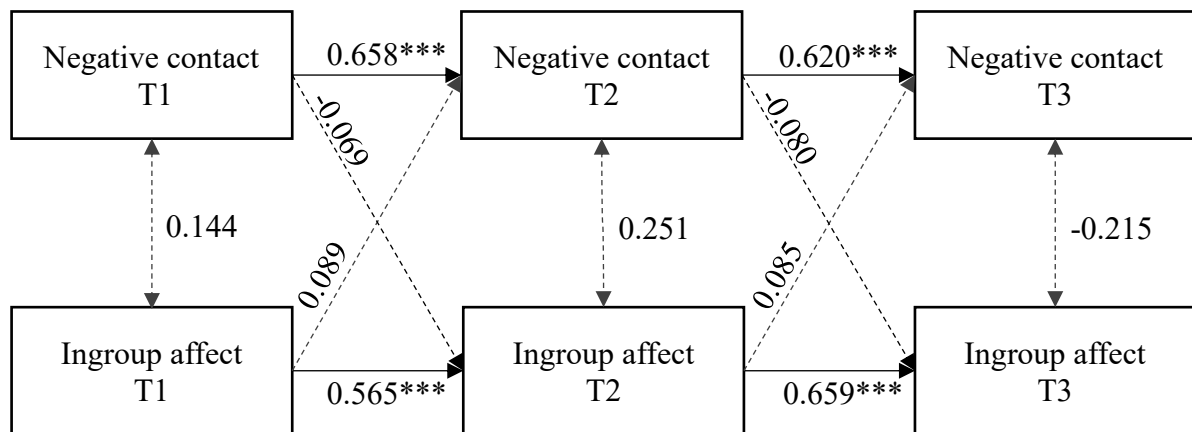 Negative contact
T1
0.658***
Negative contact
T2
0.620***
Negative contact
T3
-0.069
-0.080
0.144
0.251
-0.215
0.089
0.085
Ingroup affect
T1
0.565***
Ingroup affect
T2
0.659***
Ingroup affect
T3